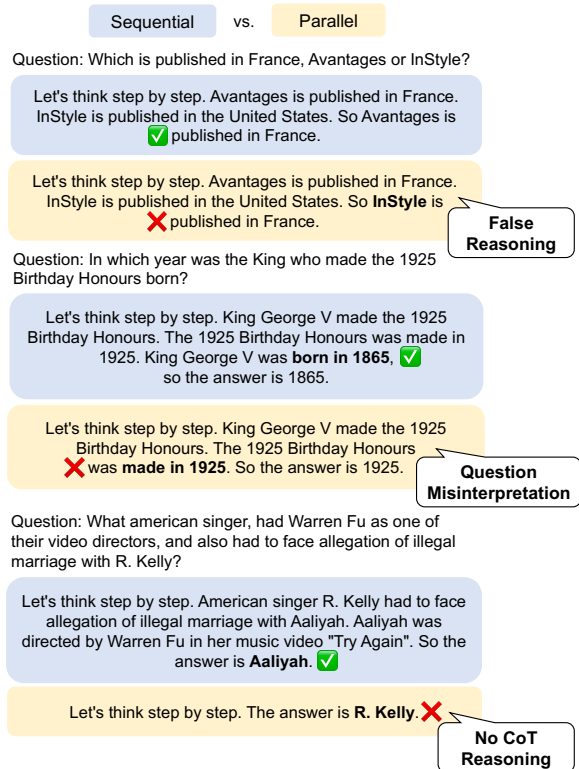 Sequential vs. Parallel
Question: Which is published in France, Avantages or InStyle?
Let's think step by step. Avantages is published in France.
InStyle is published in the United States. So Avantages is
✅ published in France.
Let's think step by step. Avantages is published in France.
InStyle is published in the United States. So InStyle is
❌ published in France.
False
Reasoning
Question: In which year was the King who made the 1925
Birthday Honours born?
Let's think step by step. King George V made the 1925
Birthday Honours. The 1925 Birthday Honours was made in
1925. King George V was born in 1865, ✅
so the answer is 1865.
Let's think step by step. King George V made the 1925
Birthday Honours. The 1925 Birthday Honours
❌ was made in 1925. So the answer is 1925.
Question
Misinterpretation
Question: What american singer, had Warren Fu as one of
their video directors, and also had to face allegation of illegal
marriage with R. Kelly?
Let's think step by step. American singer R. Kelly had to face
allegation of illegal marriage with Aaliyah. Aaliyah was
directed by Warren Fu in her music video "Try Again". So the
answer is Aaliyah. ✅
Let's think step by step. The answer is R. Kelly. ❌
No CoT
Reasoning